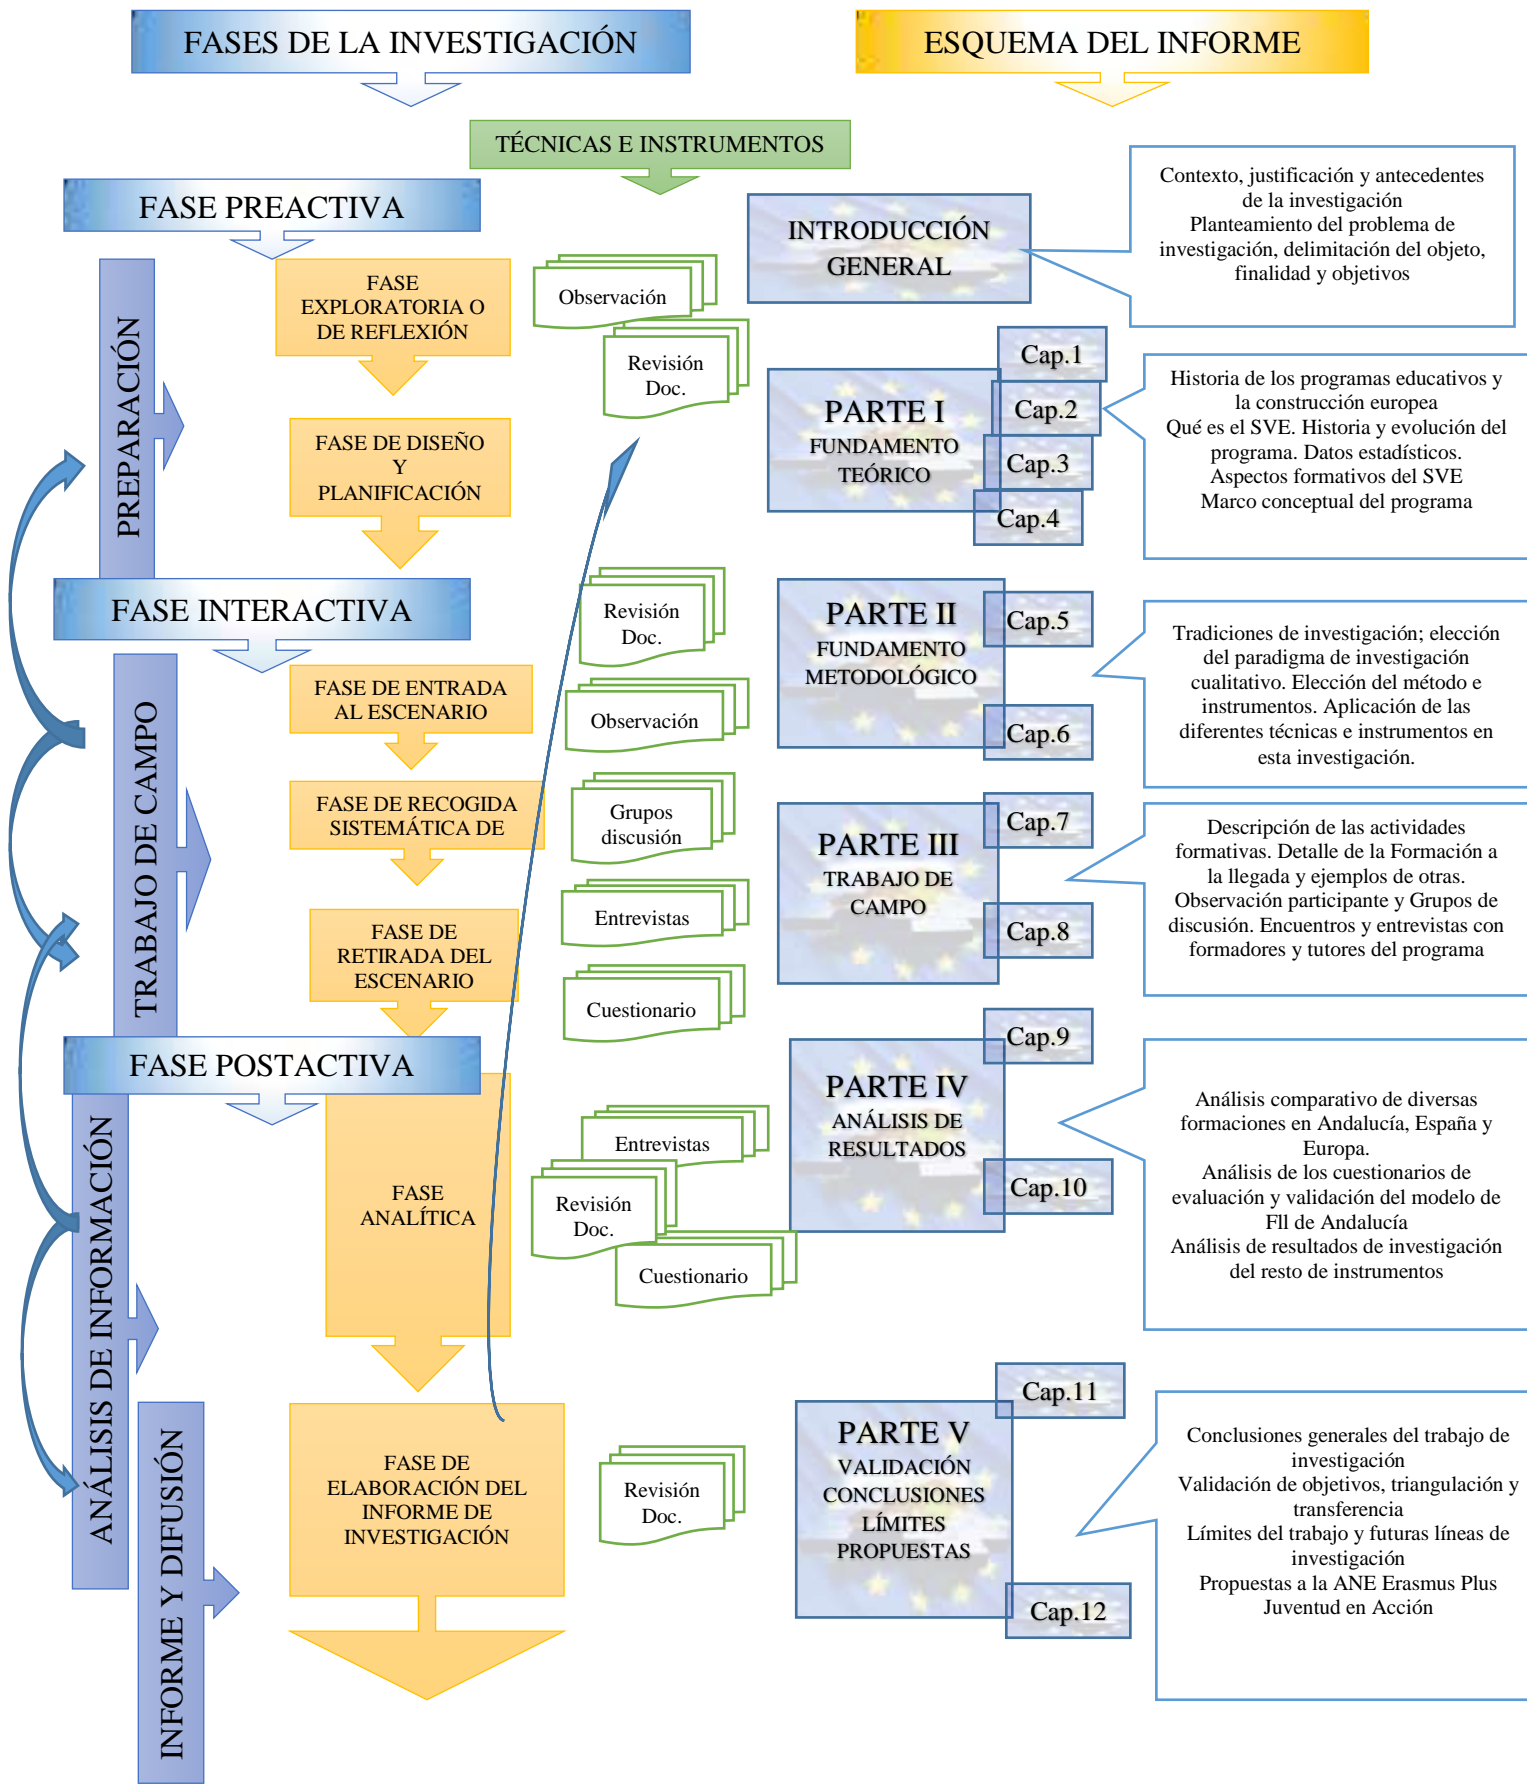 FASES DE LA INVESTIGACIÓN
ESQUEMA DEL INFORME
TÉCNICAS E INSTRUMENTOS
FASE PREACTIVA
PREPARACIÓN
FASE
EXPLORATORIA O
DE REFLEXIÓN
FASE DE DISEÑO
Y
PLANIFICACIÓN
Observación
Revisión
Doc.
INTRODUCCIÓN
GENERAL
Contexto, justificación y antecedentes
de la investigación
Planteamiento del problema de
investigación, delimitación del objeto,
finalidad y objetivos
PARTE I
FUNDAMENTO
TEÓRICO
Cap.1
Cap.2
Cap.3
Cap.4
Historia de los programas educativos y
la construcción europea
Qué es el SVE. Historia y evolución del
programa. Datos estadísticos.
Aspectos formativos del SVE
Marco conceptual del programa
FASE INTERACTIVA
TRABAJO DE CAMPO
FASE DE ENTRADA
AL ESCENARIO
FASE DE RECOGIDA
SISTEMÁTICA DE
FASE DE
RETIRADA DEL
ESCENARIO
Revisión
Doc.
Observación
Grupos
discusión
Entrevistas
Cuestionario
PARTE II
FUNDAMENTO
METODOLÓGICO
Cap.5
Cap.6
Tradiciones de investigación; elección
del paradigma de investigación
cualitativo. Elección del método e
instrumentos. Aplicación de las
diferentes técnicas e instrumentos en
esta investigación.
PARTE III
TRABAJO DE
CAMPO
Cap.7
Cap.8
Descripción de las actividades
formativas. Detalle de la Formación a
la llegada y ejemplos de otras.
Observación participante y Grupos de
discusión. Encuentros y entrevistas con
formadores y tutores del programa
FASE POSTACTIVA
ANÁLISIS DE INFORMACIÓN
FASE
ANALÍTICA
Entrevistas
Revisión
Doc.
Cuestionario
PARTE IV
ANÁLISIS DE
RESULTADOS
Cap.9
Cap.10
Análisis comparativo de diversas
formaciones en Andalucía, España y
Europa.
Análisis de los cuestionarios de
evaluación y validación del modelo de
Fll de Andalucía
Análisis de resultados de investigación
del resto de instrumentos
INFORME Y DIFUSIÓN
FASE DE
ELABORACIÓN DEL
INFORME DE
INVESTIGACIÓN
Revisión
Doc.
PARTE V
VALIDACIÓN
CONCLUSIONES
LÍMITES
PROPUESTAS
Cap.11
Cap.12
Conclusiones generales del trabajo de
investigación
Validación de objetivos, triangulación y
transferencia
Límites del trabajo y futuras líneas de
investigación
Propuestas a la ANE Erasmus Plus
Juventud en Acción